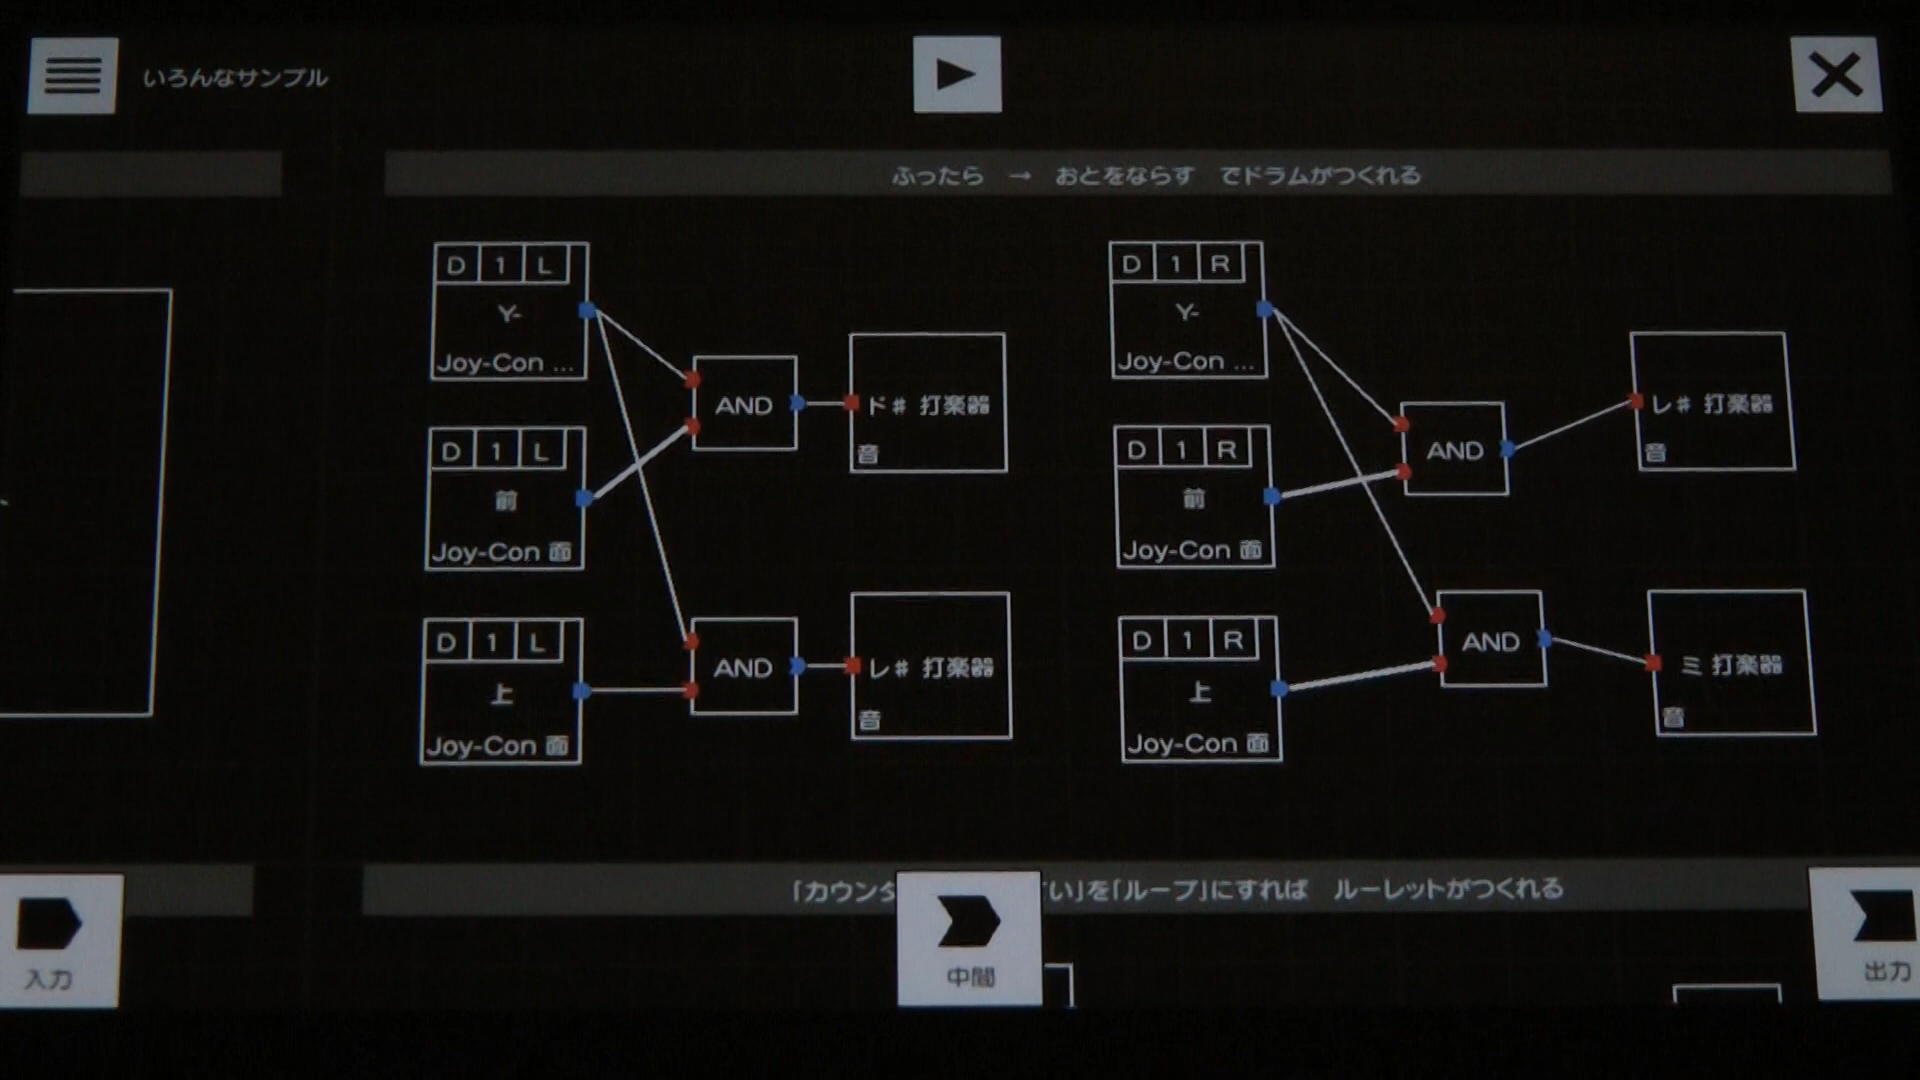 いろんなサンプル
ふったら → おとをならす でドラムがつくれる
D 1 L
Y-
Joy-Con ...
D 1 L
前
Joy-Con 面
D 1 L
上
Joy-Con 面
AND
AND
ド♯ 打楽器
音
レ♯ 打楽器
音
D 1 R
Y-
Joy-Con ...
D 1 R
前
Joy-Con 面
D 1 R
上
Joy-Con 面
AND
AND
レ♯ 打楽器
音
ミ 打楽器
音
「カウンタ
い」を「ループ」にすれば ルーレットがつくれる
入力
中間
出力